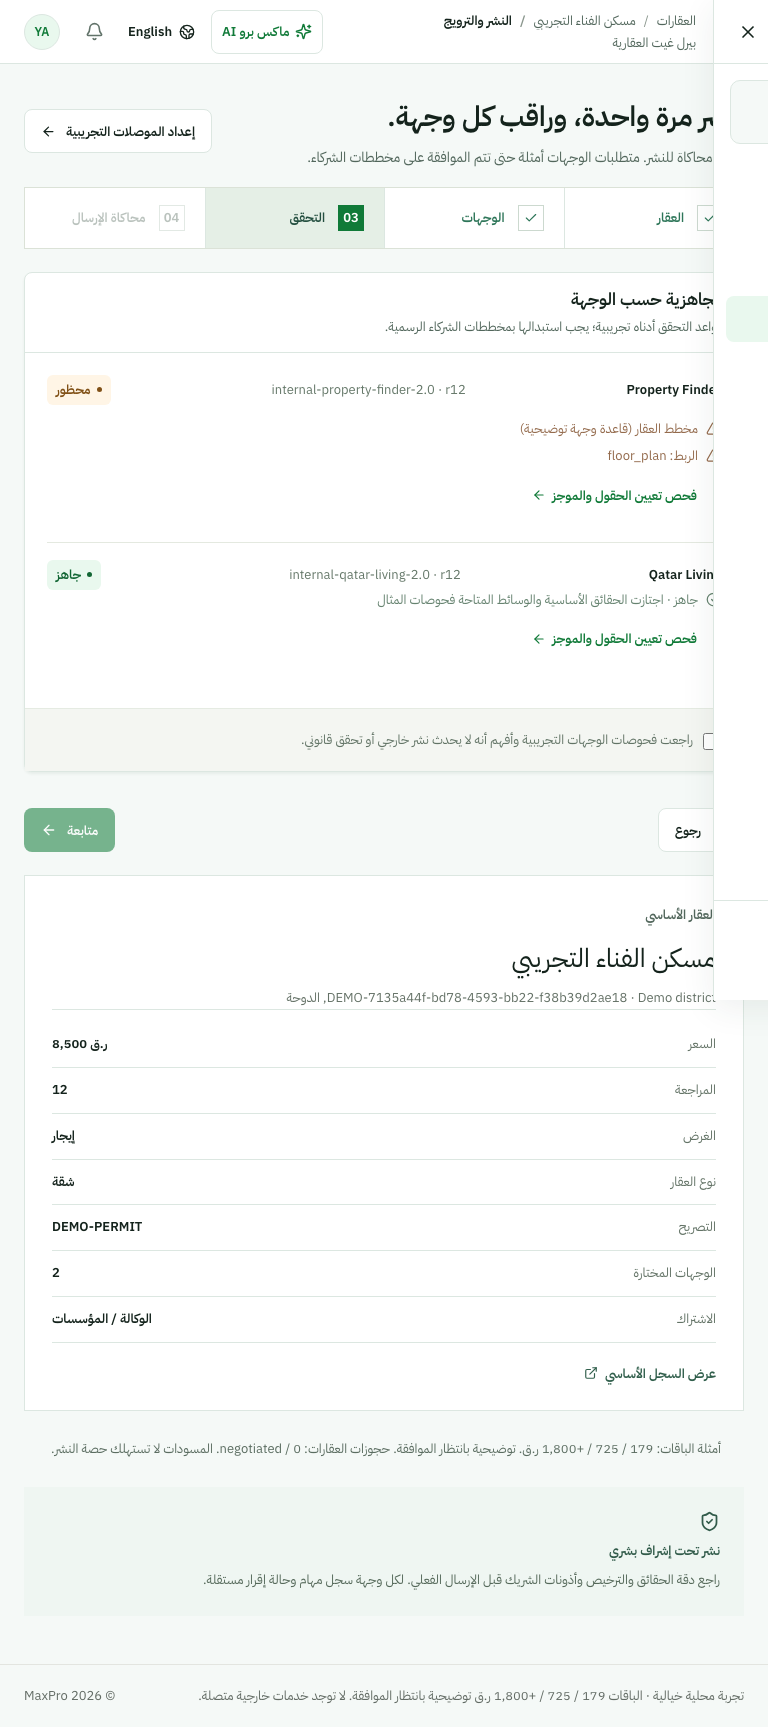 العقارات / مسكن الفناء التجريبي / النشر والترويج
بيرل غيت العقارية
ماكس برو AI
English
YA
مرة واحدة، وراقب كل وجهة.
محاكاة للنشر. متطلبات الوجهات أمثلة حتى تتم الموافقة على مخططات الشركاء.
إعداد الموصلات التجريبية
العقار
الوجهات
03 التحقق
04 محاكاة الإرسال
حسب الوجهة
التحقق أدناه تجريبية؛ يجب استبدالها بمخططات الشركاء الرسمية.
internal-property-finder-2.0 · r12
Property
محظور
مخطط العقار (قاعدة وجهة توضيحية)
الربط: floor_plan
فحص تعيين الحقول والموجز
Qatar
internal-qatar-living-2.0 · r12
جاهز
جاهز · اجتازت الحقائق الأساسية والوسائط المتاحة فحوصات المثال
فحص تعيين الحقول والموجز
راجعت فحوصات الوجهات التجريبية وأفهم أنه لا يحدث نشر خارجي أو تحقق قانوني.
رجوع
متابعة
العقار الأساسي
مسكن الفناء التجريبي
DEMO-7135a44f-bd78-4593-bb22-f38b39d2ae18 · Demo district, الدوحة
السعر
ر.ق 8,500
المراجعة
12
الغرض
إيجار
نوع العقار
شقة
التصريح
DEMO-PERMIT
الوجهات المختارة
2
الاشتراك
الوكالة / المؤسسات
عرض السجل الأساسي
أمثلة الباقات: 179 / 725 / +1,800 ر.ق. توضيحية بانتظار الموافقة. حجوزات العقارات: 0 / negotiated. المسودات لا تستهلك حصة النشر.
نشر تحت إشراف بشري
راجع دقة الحقائق والترخيص وأذونات الشريك قبل الإرسال الفعلي. لكل وجهة سجل مهام وحالة إقرار مستقلة.
تجربة محلية خيالية · الباقات 179 / 725 / +1,800 ر.ق توضيحية بانتظار الموافقة. لا توجد خدمات خارجية متصلة.
© 2026 MaxPro